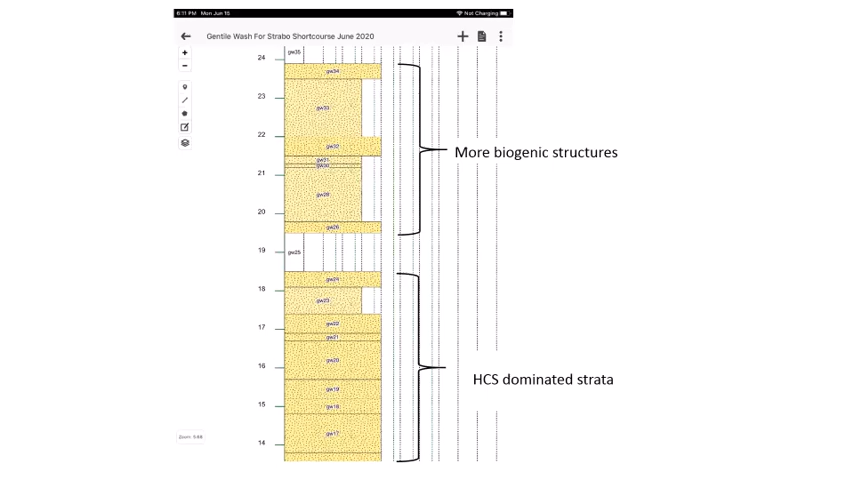 6:11 PM Mon Jun 15
Not Charging
Gentile Wash For Strabo Shortcourse June 2020
gw35
24
gw34
23
gw33
22
gw32
More biogenic structures
gw31
gw30
21
gw28
20
gw26
19
gw25
gw24
18
gw23
17
gw22
gw21
16
gw20
HCS dominated strata
gw19
15
gw18
gw17
14